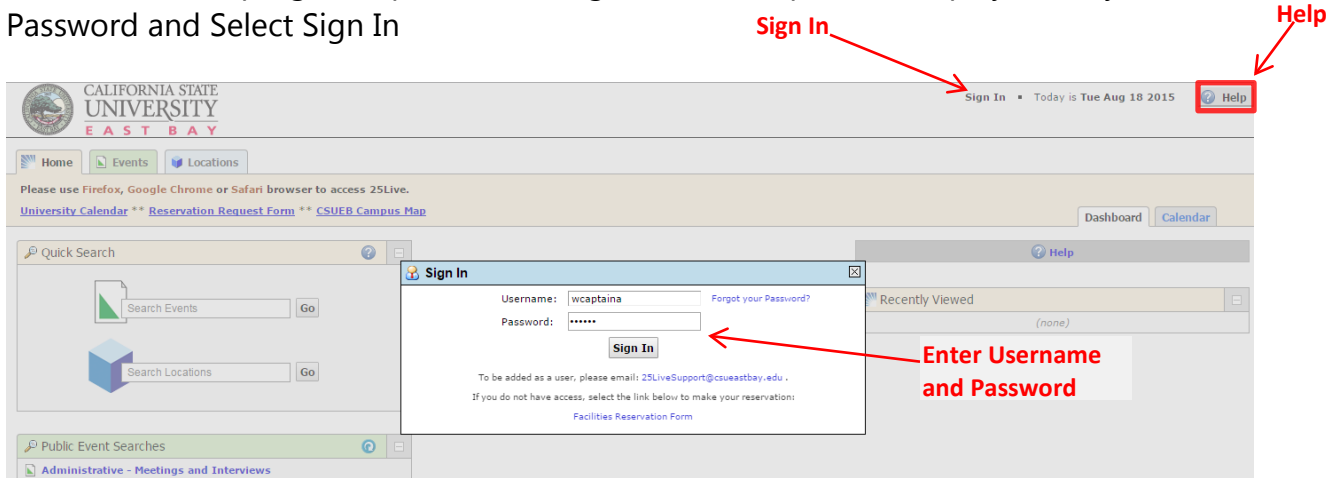 Password and Select Sign In
Sign In
Help
CALIFORNIA STATE
UNIVERSITY
EAST BAY
Sign In ▪ Today is Tue Aug 18 2015
Help
Home
Events
Locations
Please use Firefox, Google Chrome or Safari browser to access 25Live.
University Calendar ** Reservation Request Form ** CSUEB Campus Map
Dashboard
Calendar
Quick Search
Search Events
Go
Search Locations
Go
Sign In
Username: wcaptaina
Forgot your Password?
Password: ••••••
Sign In
To be added as a user, please email: 25LiveSupport@csueastbay.edu .
If you do not have access, select the link below to make your reservation:
Facilities Reservation Form
Help
Recently Viewed
(none)
Enter Username
and Password
Public Event Searches
Administrative - Meetings and Interviews